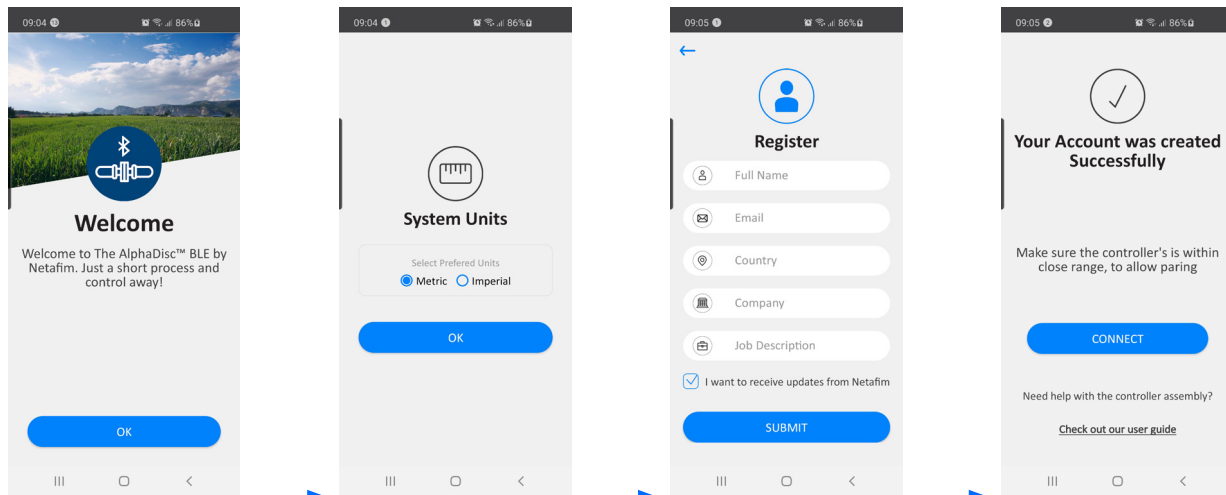 09:04 10 86%
Welcome
Welcome to The AlphaDisc™ BLE by
Netafim. Just a short process and
control away!
OK
09:04 1 86%
System Units
Select Prefered Units
Metric Imperial
OK
09:05 1 86%
Register
Full Name
Email
Country
Company
Job Description
I want to receive updates from Netafim
SUBMIT
09:05 2 86%
Your Account was created
Successfully
Make sure the controller's is within
close range, to allow paring
CONNECT
Need help with the controller assembly?
Check out our user guide